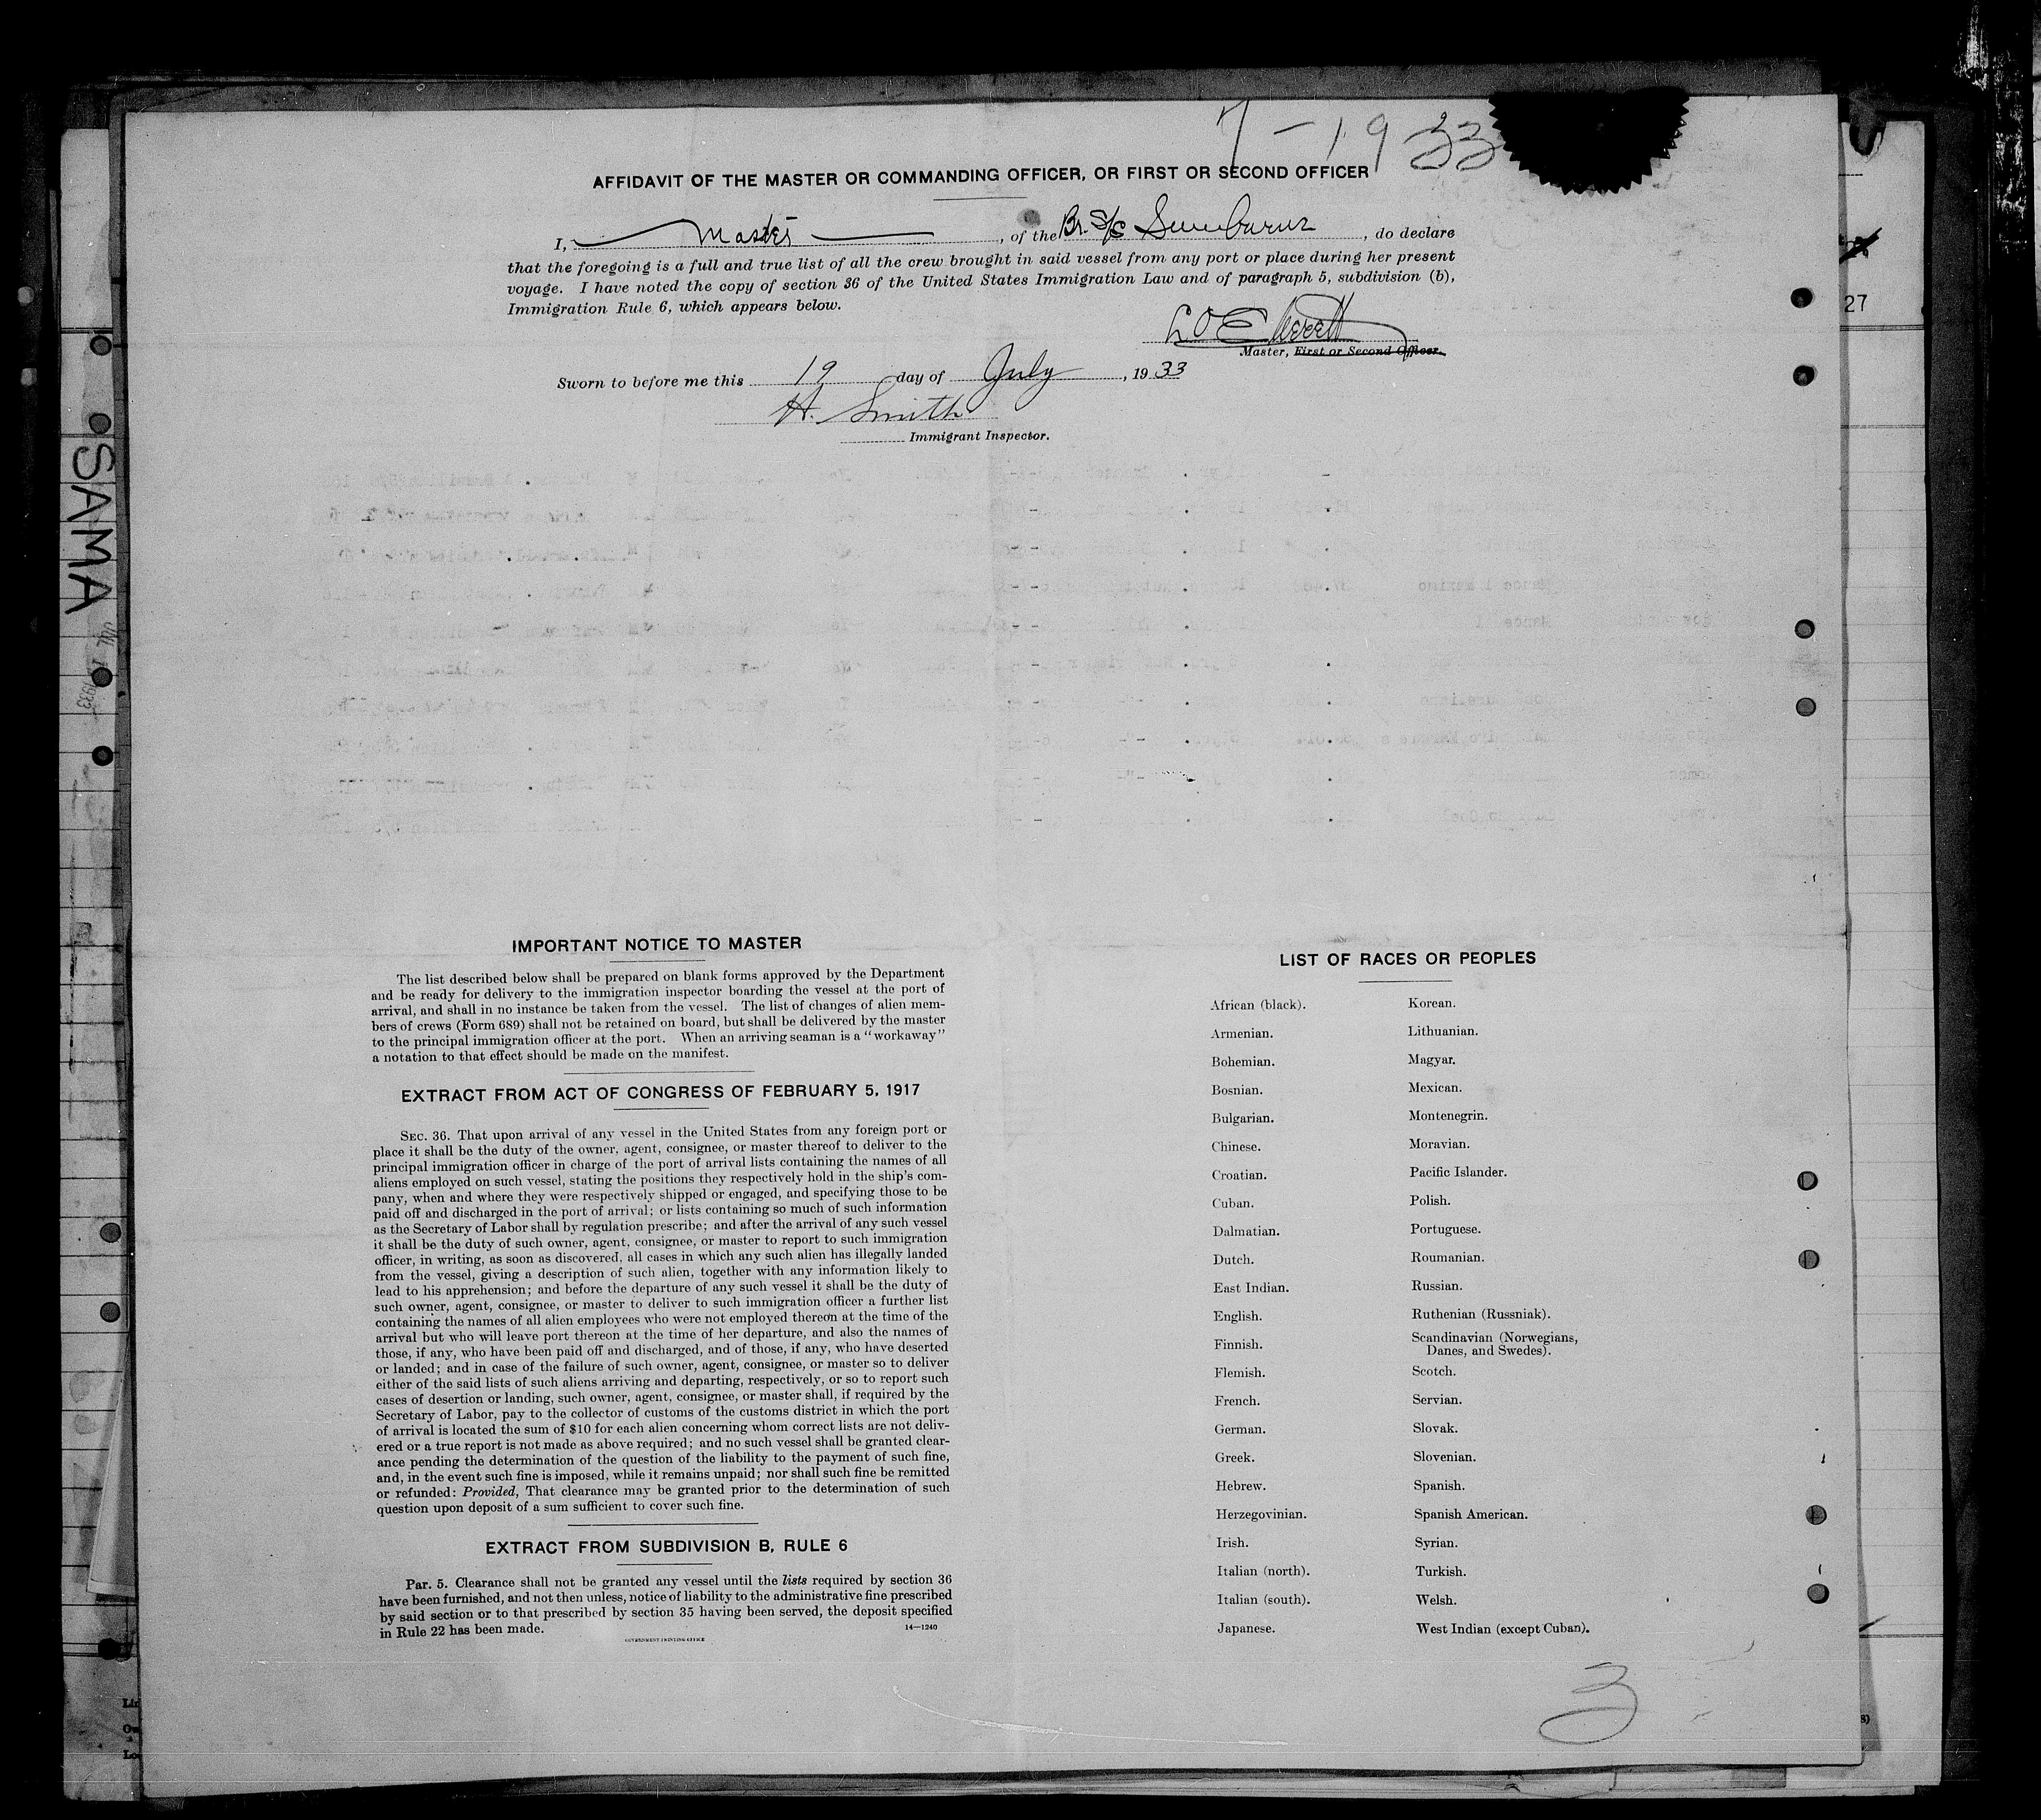 7-1933
AFFIDAVIT OF THE MASTER OR COMMANDING OFFICER, OR FIRST OR SECOND OFFICER
I, Master, of the Br. S/S, do declare
that the foregoing is a full and true list of all the crew brought in said vessel from any port or place during her present
voyage. I have noted the copy of section 36 of the United States Immigration Law and of paragraph 5, subdivision (b),
Immigration Rule 6, which appears below.
Master, First or Second Officer.
Sworn to before me this 19 day of July, 1933
H. Smith
Immigrant Inspector.
27
SAMA
IMPORTANT NOTICE TO MASTER
The list described below shall be prepared on blank forms approved by the Department
and be ready for delivery to the immigration inspector boarding the vessel at the port of
arrival, and shall in no instance be taken from the vessel. The list of changes of alien mem-
bers of crews (Form 689) shall not be retained on board, but shall be delivered by the master
to the principal immigration officer at the port. When an arriving seaman is a "workaway"
a notation to that effect should be made on the manifest.
EXTRACT FROM ACT OF CONGRESS OF FEBRUARY 5, 1917
SEC. 36. That upon arrival of any vessel in the United States from any foreign port or
place it shall be the duty of the owner, agent, consignee, or master thereof to deliver to the
principal immigration officer in charge of the port of arrival lists containing the names of all
aliens employed on such vessel, stating the positions they respectively hold in the ship's com-
pany, when and where they were respectively shipped or engaged, and specifying those to be
paid off and discharged in the port of arrival; or lists containing so much of such information
as the Secretary of Labor shall by regulation prescribe; and after the arrival of any such vessel
it shall be the duty of such owner, agent, consignee, or master to report to such immigration
officer, in writing, as soon as discovered, all cases in which any such alien has illegally landed
from the vessel, giving a description of such alien, together with any information likely to
lead to his apprehension; and before the departure of any such vessel it shall be the duty of
such owner, agent, consignee, or master to deliver to such immigration officer a further list
containing the names of all alien employees who were not employed thereon at the time of the
arrival but who will leave port thereon at the time of her departure, and also the names of
those, if any, who have been paid off and discharged, and of those, if any, who have deserted
or landed; and in case of the failure of such owner, agent, consignee, or master so to deliver
either of the said lists of such aliens arriving and departing, respectively, or so to report such
cases of desertion or landing, such owner, agent, consignee, or master shall, if required by the
Secretary of Labor, pay to the collector of customs of the customs district in which the port
of arrival is located the sum of $10 for each alien concerning whom correct lists are not deliv-
ered or a true report is not made as above required; and no such vessel shall be granted clear-
ance pending the determination of the question of the liability to the payment of such fine,
and, in the event such fine is imposed, while it remains unpaid; nor shall such fine be remitted
or refunded: Provided, That clearance may be granted prior to the determination of such
question upon deposit of a sum sufficient to cover such fine.
EXTRACT FROM SUBDIVISION B, RULE 6
Par. 5. Clearance shall not be granted any vessel until the lists required by section 36
have been furnished, and not then unless, notice of liability to the administrative fine prescribed
by said section or to that prescribed by section 35 having been served, the deposit specified
in Rule 22 has been made.
14—1240
GOVERNMENT PRINTING OFFICE
LIST OF RACES OR PEOPLES
African (black).
Armenian.
Bohemian.
Bosnian.
Bulgarian.
Chinese.
Croatian.
Cuban.
Dalmatian.
Dutch.
East Indian.
English.
Finnish.
Flemish.
French.
German.
Greek.
Hebrew.
Herzegovinian.
Irish.
Italian (north).
Italian (south).
Japanese.
Korean.
Lithuanian.
Magyar.
Mexican.
Montenegrin.
Moravian.
Pacific Islander.
Polish.
Portuguese.
Roumanian.
Russian.
Ruthenian (Russniak).
Scandinavian (Norwegians,
Danes, and Swedes).
Scotch.
Servian.
Slovak.
Slovenian.
Spanish.
Spanish American.
Syrian.
Turkish.
Welsh.
West Indian (except Cuban).
3